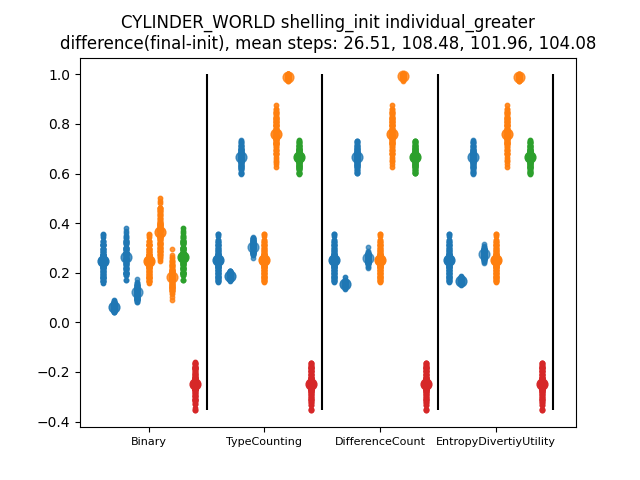 CYLINDER_WORLD shelling_init individual_greater
difference(final-init), mean steps: 26.51, 108.48, 101.96, 104.08
1.0
0.8
0.6
0.4
0.2
0.0
−0.2
−0.4
Binary
TypeCounting
DifferenceCount
EntropyDivertiyUtility